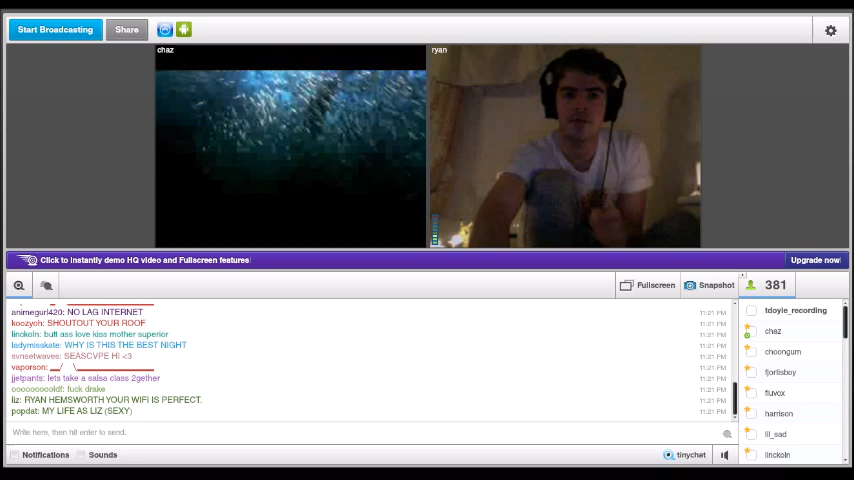 Start Broadcasting
Share
chaz
ryan
Click to instantly demo HQ video and Fullscreen features
Upgrade now
Fullscreen
Snapshot
381
animegurl420: NO LAG INTERNET
11:21 PM
koozyoh: SHOUTOUT YOUR ROOF
11:21 PM
linckoln: butt ass love kiss mother superior
11:21 PM
ladymisskate: WHY IS THIS THE BEST NIGHT
11:21 PM
svnsetwaves: SEASCVPE HI <3
11:21 PM
vaporson:
11:21 PM
jjetpants: lets take a salsa class 2gether
11:21 PM
fuck drake
11:21 PM
liz: RYAN HEMSWORTH YOUR WIFI IS PERFECT.
11:21 PM
popdat: MY LIFE AS LIZ (SEXY)
11:21 PM
tdoyle_recording
chaz
choongum
fjortisboy
fluvox
harrison
lil_sad
linckoln
Write here, then hit enter to send.
Notifications
Sounds
tinychat